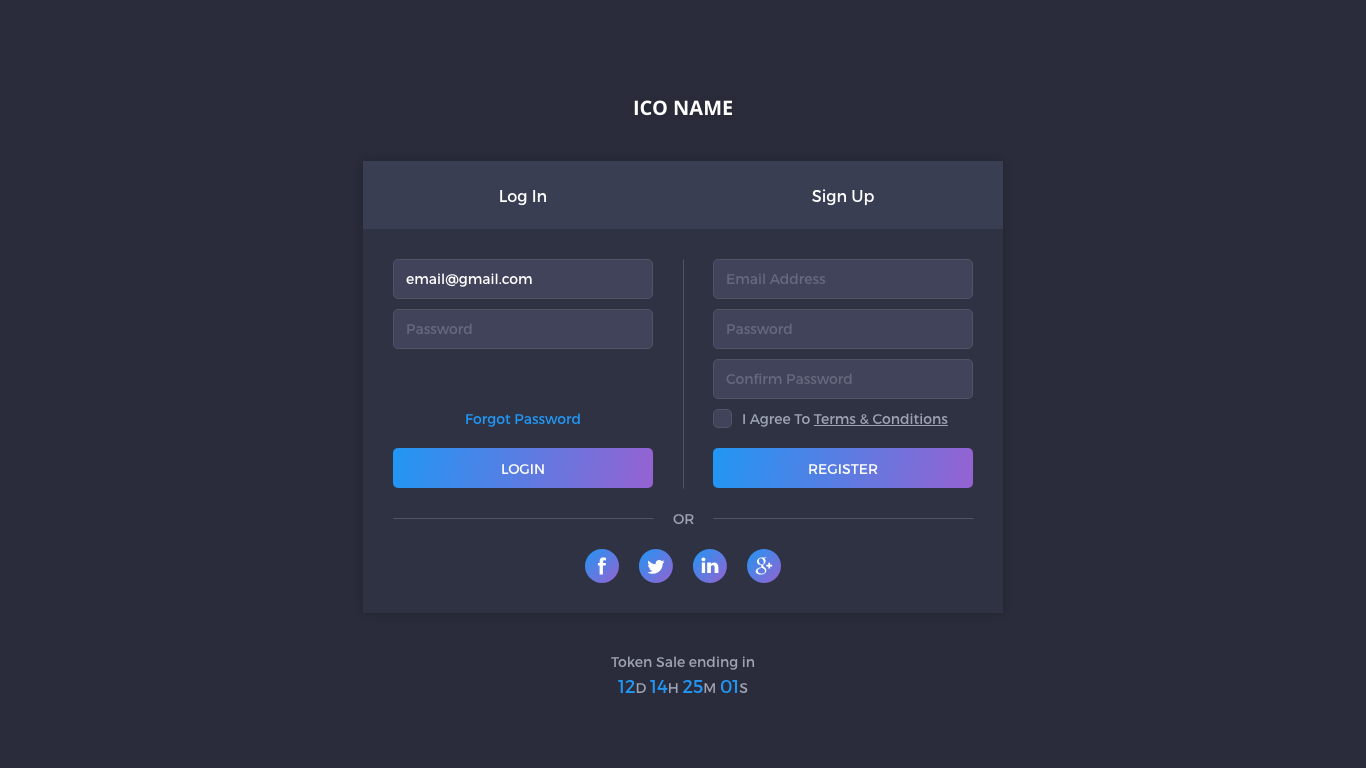 ICO NAME
Log In
Sign Up
email@gmail.com
Password
Forgot Password
LOGIN
Email Address
Password
Confirm Password
I Agree To Terms & Conditions
REGISTER
OR
f
in
g+
Token Sale ending in
12D 14H 25M 01S